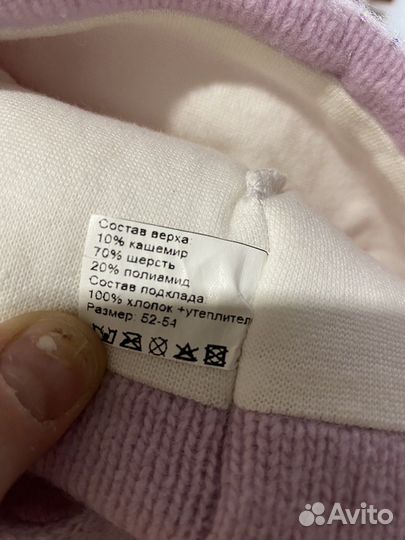 Состав верха:
10% кашемир
70% шерсть
20% полиамид
Состав подклада
100% хлопок +утеплител
Размер: 52-54
Avito